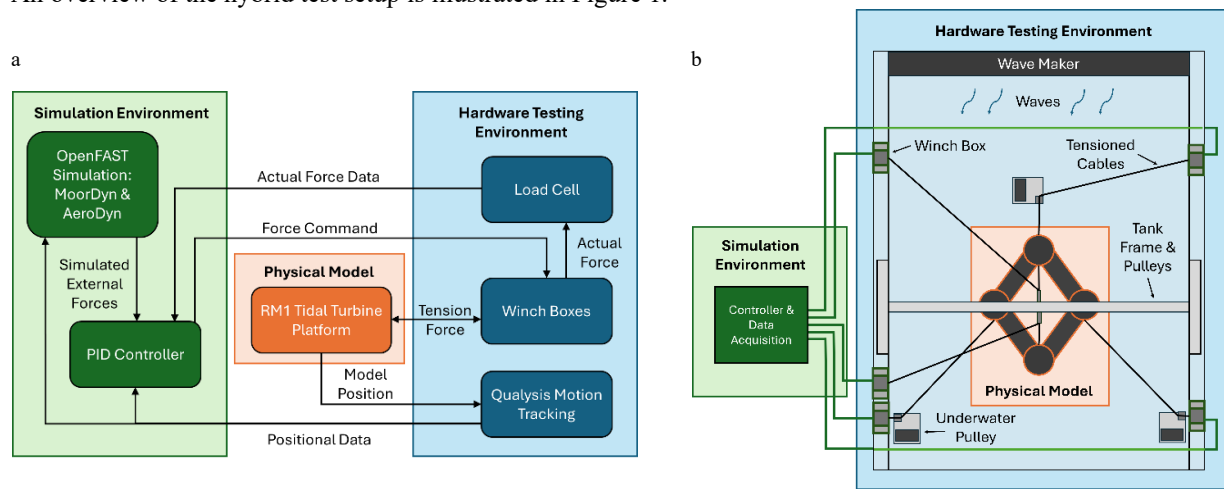 An overview of the hybrid test setup is illustrated in Figure 1.
a
Simulation Environment
OpenFAST
Simulation:
MoorDyn &
AeroDyn
Simulated
External
Forces
PID Controller
Actual Force Data
Force Command
Physical Model
RM1 Tidal Turbine
Platform
Model
Position
Positional Data
Tension
Force
Hardware Testing
Environment
Load Cell
Actual
Force
Winch Boxes
Qualysis Motion
Tracking
b
Hardware Testing Environment
Wave Maker
Waves
Winch Box
Tensioned
Cables
Simulation
Environment
Controller &
Data
Acquisition
Tank
Frame &
Pulleys
Physical Model
Underwater
Pulley